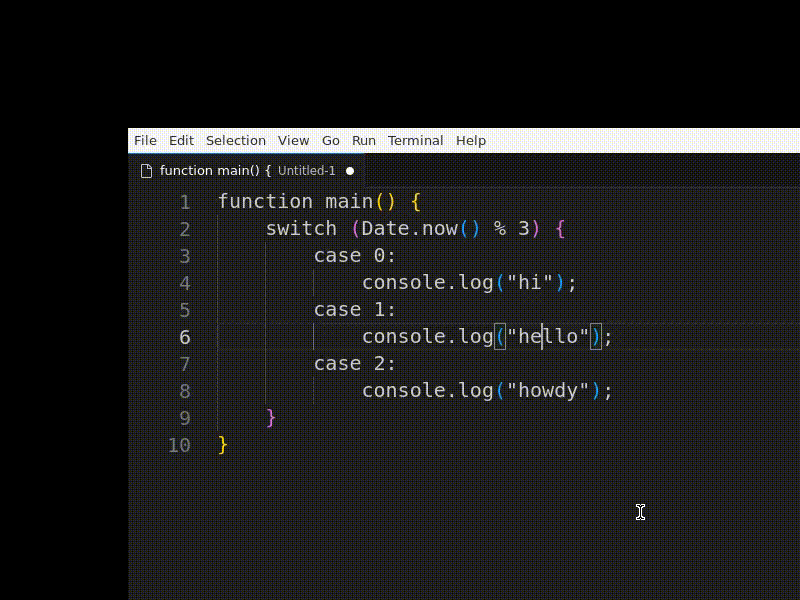 File Edit Selection View Go Run Terminal Help
function main() { Untitled-1
1 function main() {
2     switch (Date.now() % 3) {
3         case 0:
4             console.log("hi");
5         case 1:
6             console.log("hello");
7         case 2:
8             console.log("howdy");
9     }
10 }